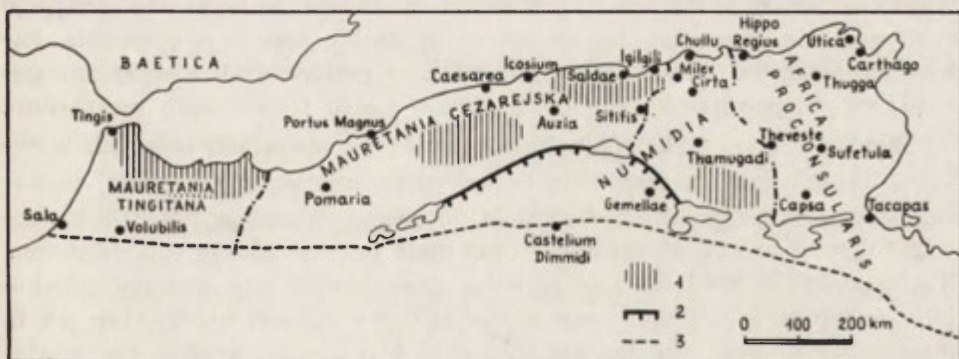 BAETICA
Tingis
MAURETANIA
TINGITANA
Sala
Volubilis
Portus Magnus
Pomaria
Caesarea
Icosium
MAURETANIA CEZAREJSKA
Saldae
Igilgili
Auzia
Sitifis
Chullu
Milev
Cirta
Hippo
Regius
NUMIDIA
Thamugadi
Gemellae
Castelium
Dimmidi
Utica
Carthago
Thugga
AFRICA
PROCONSULARIS
Theveste
Sufetula
Capsa
Tacapas
4
2
3
0 100 200 km